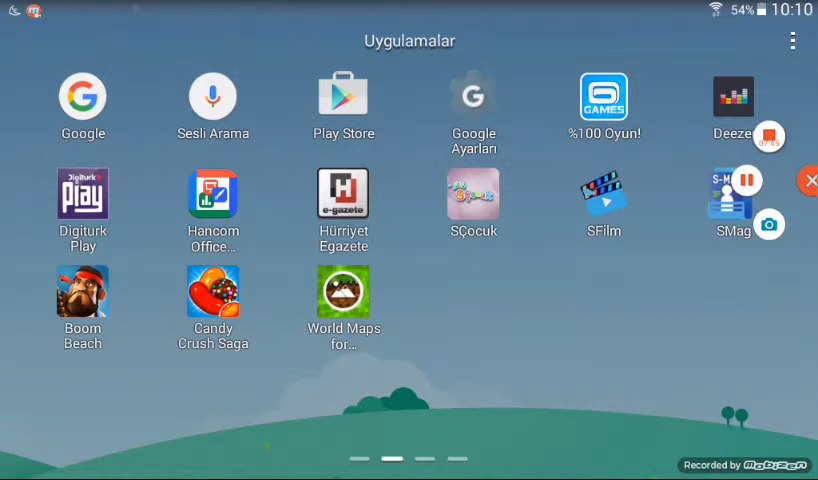 54% 10:10
Uygulamalar
GAMES
Google
Sesli Arama
Play Store
Google
Ayarları
%100 Oyun!
Deeze
07:45
Digiturk
play
H
e-gazete
SÇocuk
S-M
Digiturk
Play
Hancom
Office...
Hürriyet
Egazete
SÇocuk
SFilm
SMag
Boom
Beach
Candy
Crush Saga
World Maps
for...
Recorded by mobizen